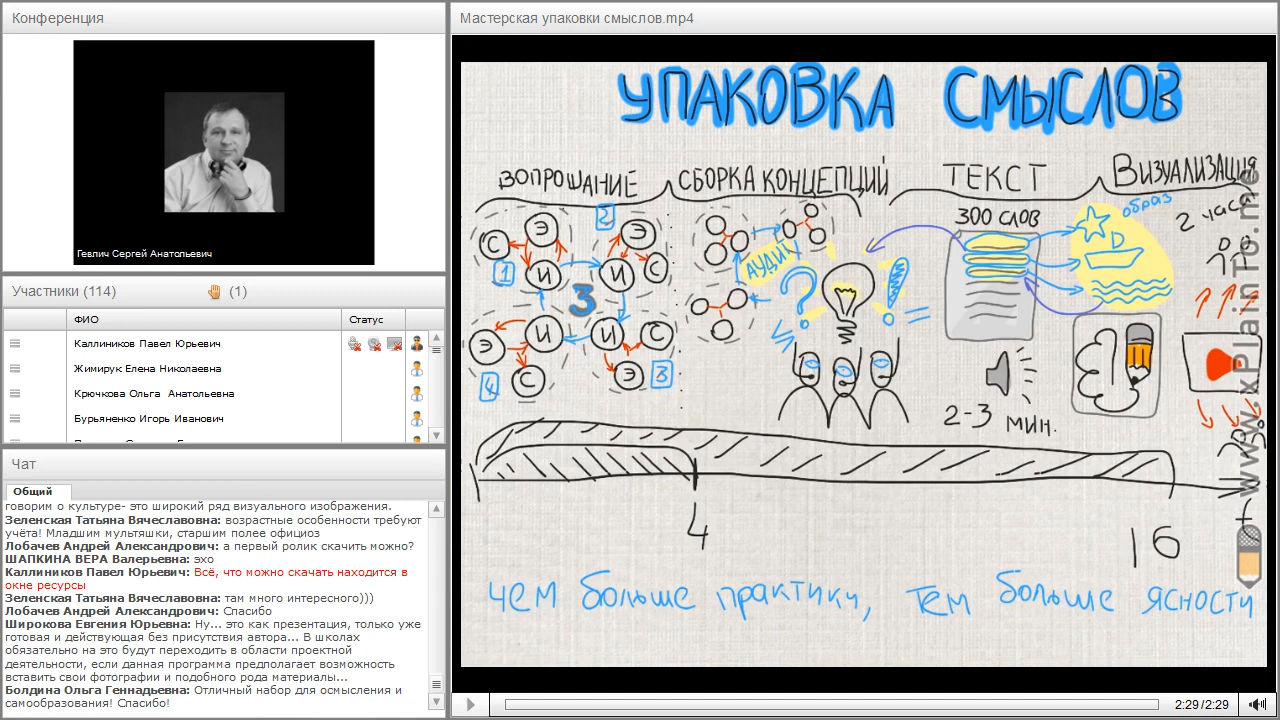 Конференция
Гевлич Сергей Анатольевич
Участники (114)
(1)
ФИО
Статус
Каллиников Павел Юрьевич
Жимирук Елена Николаевна
Крючкова Ольга Анатольевна
Бурьяненко Игорь Иванович
Чат
Общий
говорим о культуре- это широкий ряд визуального изображения.
Зеленская Татьяна Вячеславовна: возрастные особенности требуют
учёта! Младшим мультяшки, старшим полее официоз
Лобачев Андрей Александрович: а первый ролик скачить можно?
ШАПКИНА ВЕРА Валерьевна: эхо
Каллиников Павел Юрьевич: Всё, что можно скачать находится в
окне ресурсы
Зеленская Татьяна Вячеславовна: там много интересного)))
Лобачев Андрей Александрович: Спасибо
Широкова Евгения Юрьевна: Ну... это как презентация, только уже
готовая и действующая без присутствия автора... В школах
обязательно на это будут переходить в области проектной
деятельности, если данная программа предполагает возможность
вставить свои фотографии и подобного рода материалы...
Болдина Ольга Геннадьевна: Отличный набор для осмысления и
самообразования! Спасибо!
Мастерская упаковки смыслов.mp4
УПАКОВКА СМЫСЛОВ
ВОПРОШАНИЕ
СБОРКА КОНЦЕПЦИЙ
ТЕКСТ
ВИЗУАЛИЗАЦИЯ
300 СЛОВ
образ
2 часа
С Э И 1
2 Э И С
3
Э И С 4
И С Э 3
АУДИТ
? !
2-3 мин.
4
16
чем больше практики, тем больше ясности
www.xPlainTo.me
2:29/2:29